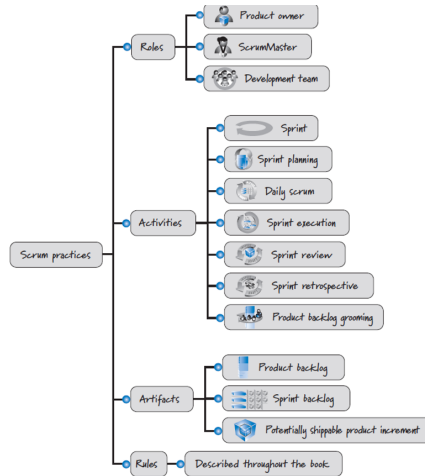 Product owner
Roles
ScrumMaster
Development team
Sprint
Sprint planning
Daily scrum
Activities
Sprint execution
Scrum practices
Sprint review
Sprint retrospective
Product backlog grooming
Product backlog
Artifacts
Sprint backlog
Potentially shippable product increment
Rules
Described throughout the book